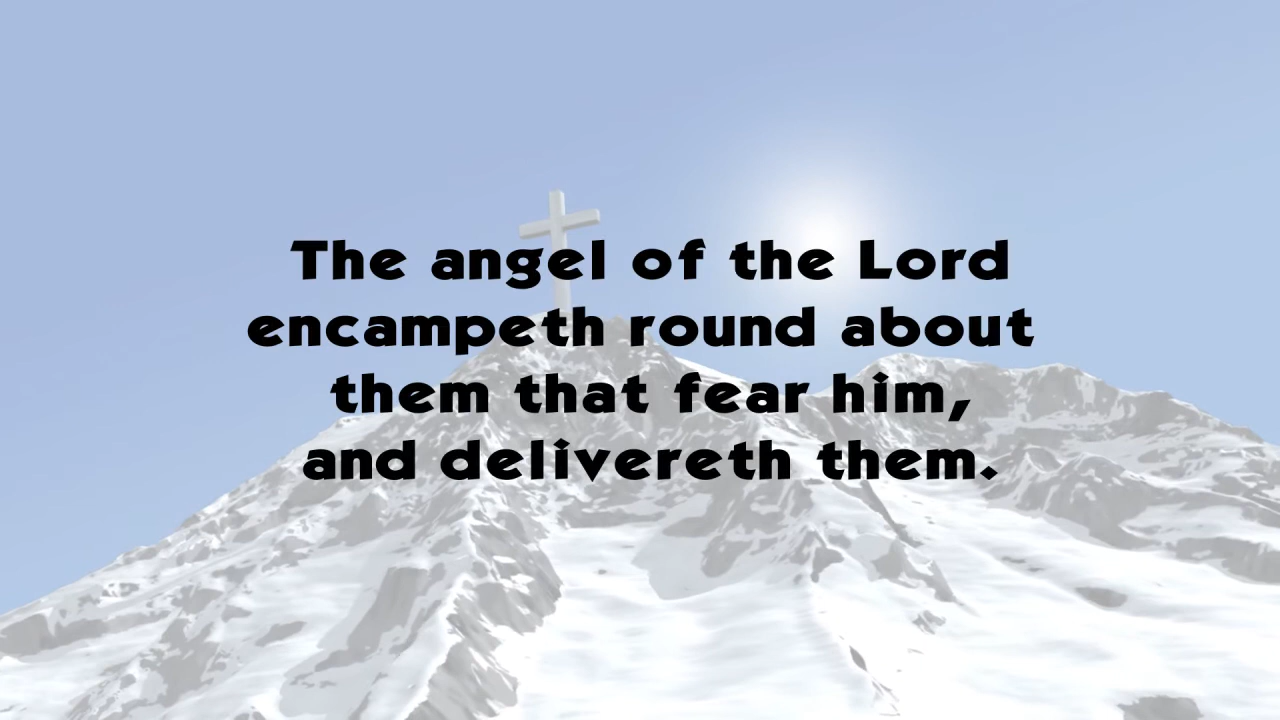 The angel of the Lord
encampeth round about
them that fear him,
and delivereth them.